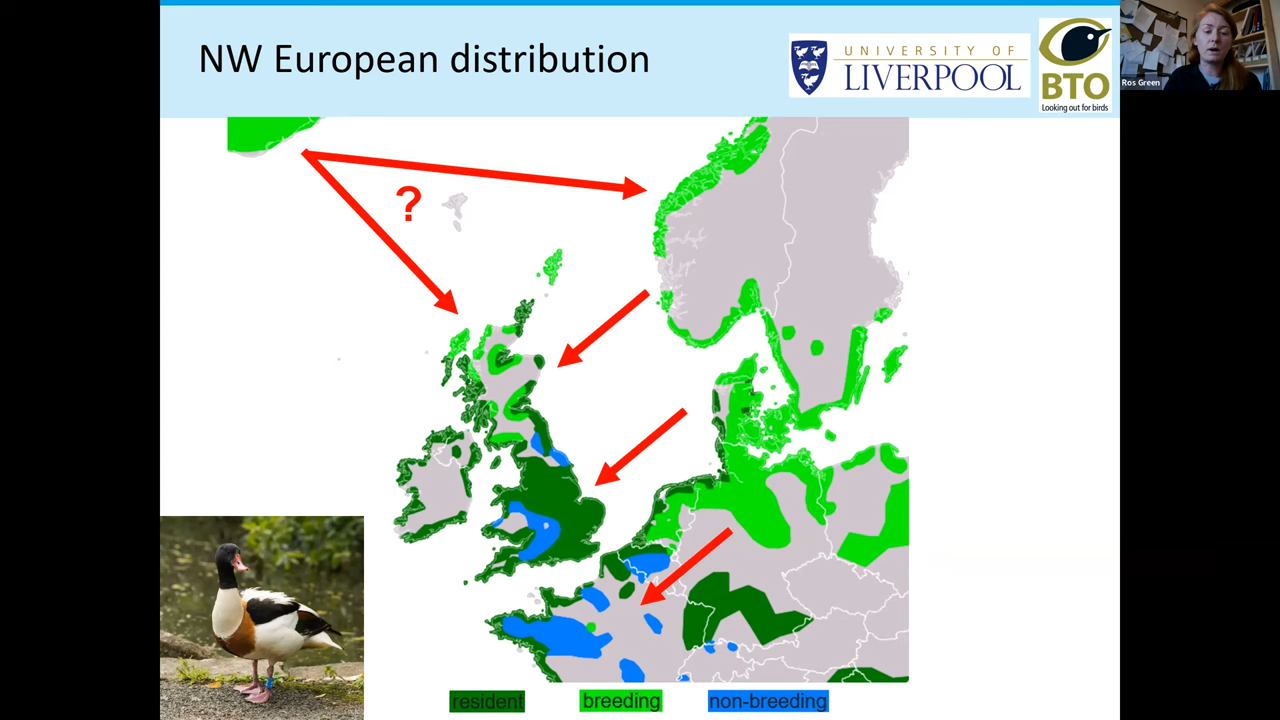 NW European distribution
UNIVERSITY OF
LIVERPOOL
BTO
Looking out for birds
Ros Green
?
resident
breeding
non-breeding